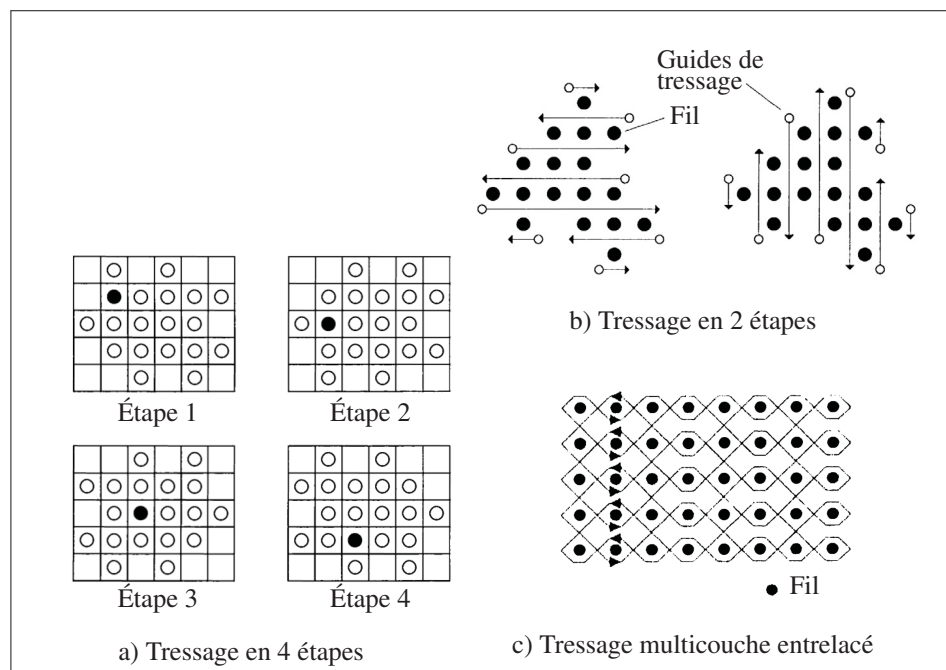 Guides de
tressage
Fil
b) Tressage en 2 étapes
Étape 1
Étape 2
Étape 3
Étape 4
a) Tressage en 4 étapes
Fil
c) Tressage multicouche entrelacé